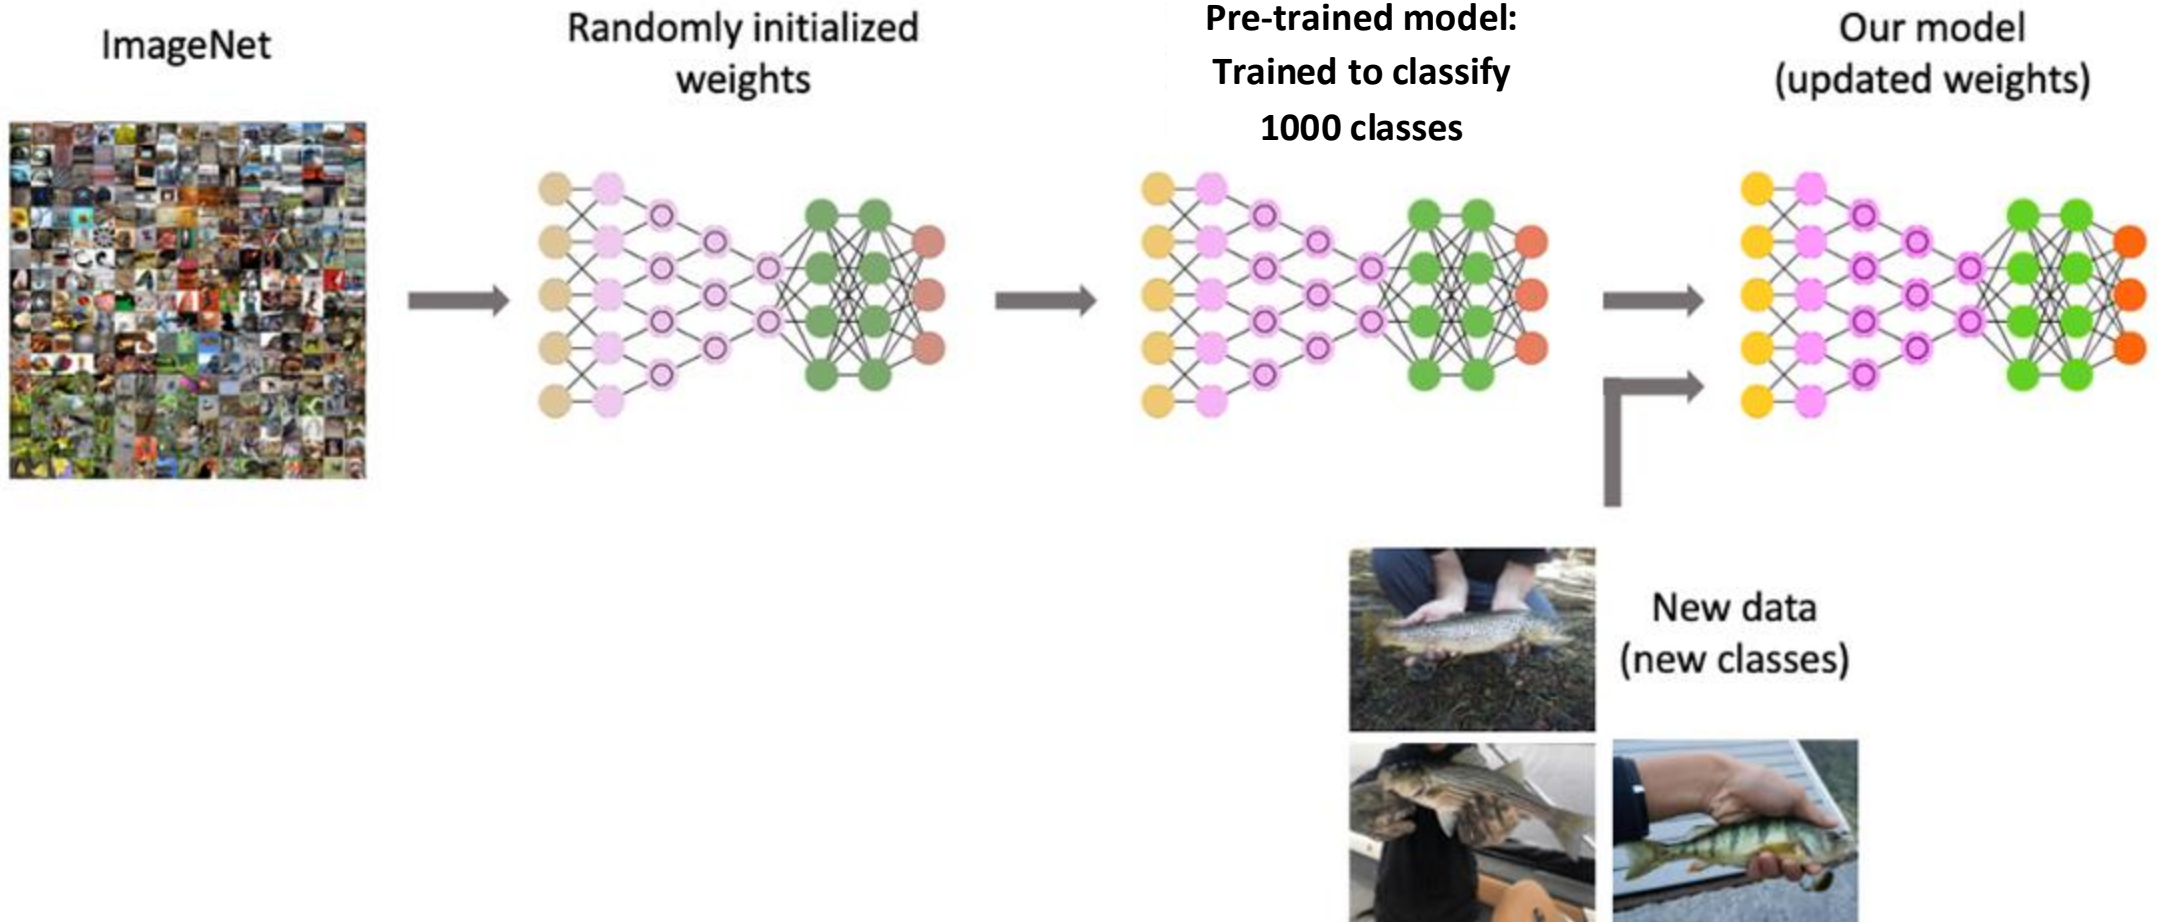 ImageNet
Randomly initialized
weights
Pre-trained model:
Trained to classify
1000 classes
Our model
(updated weights)
New data
(new classes)